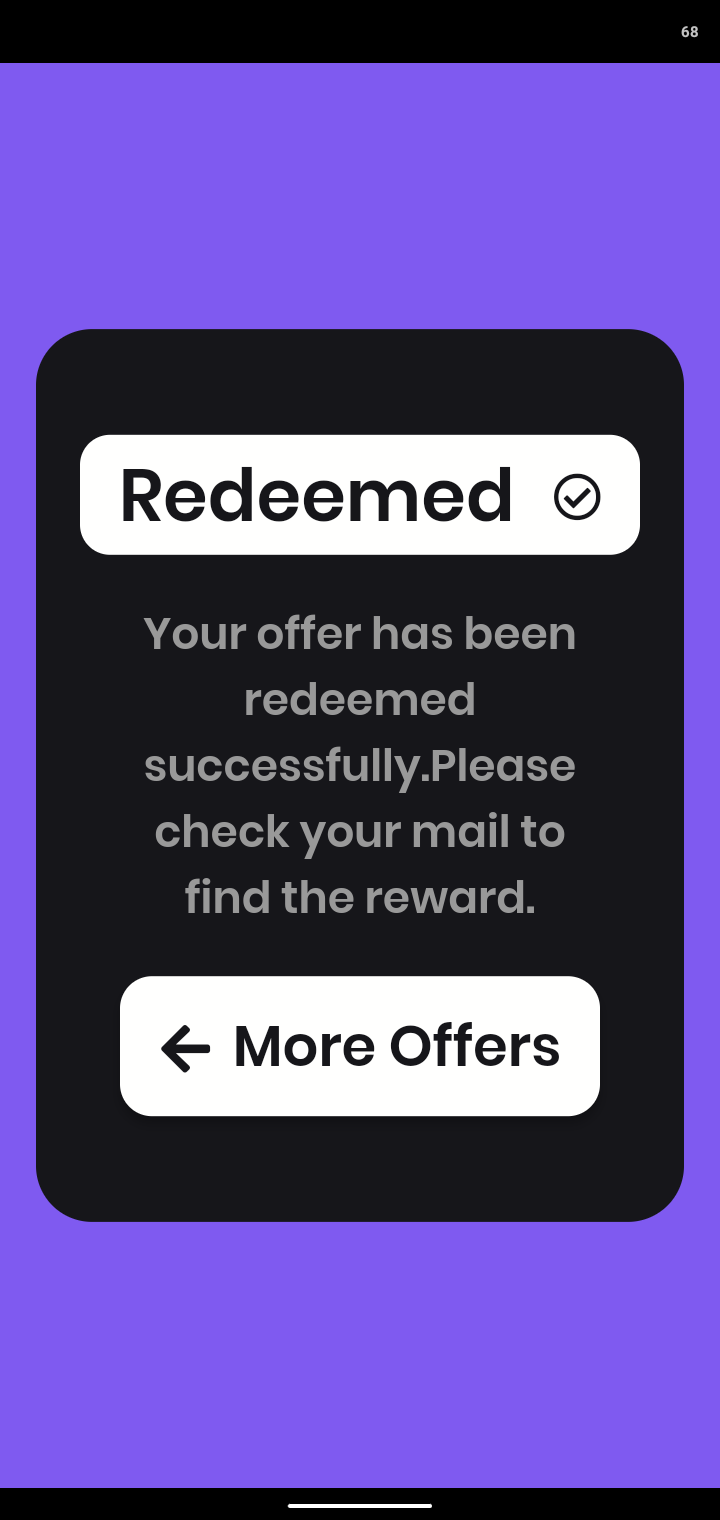 68
Redeemed
Your offer has been
redeemed
successfully.Please
check your mail to
find the reward.
More Offers